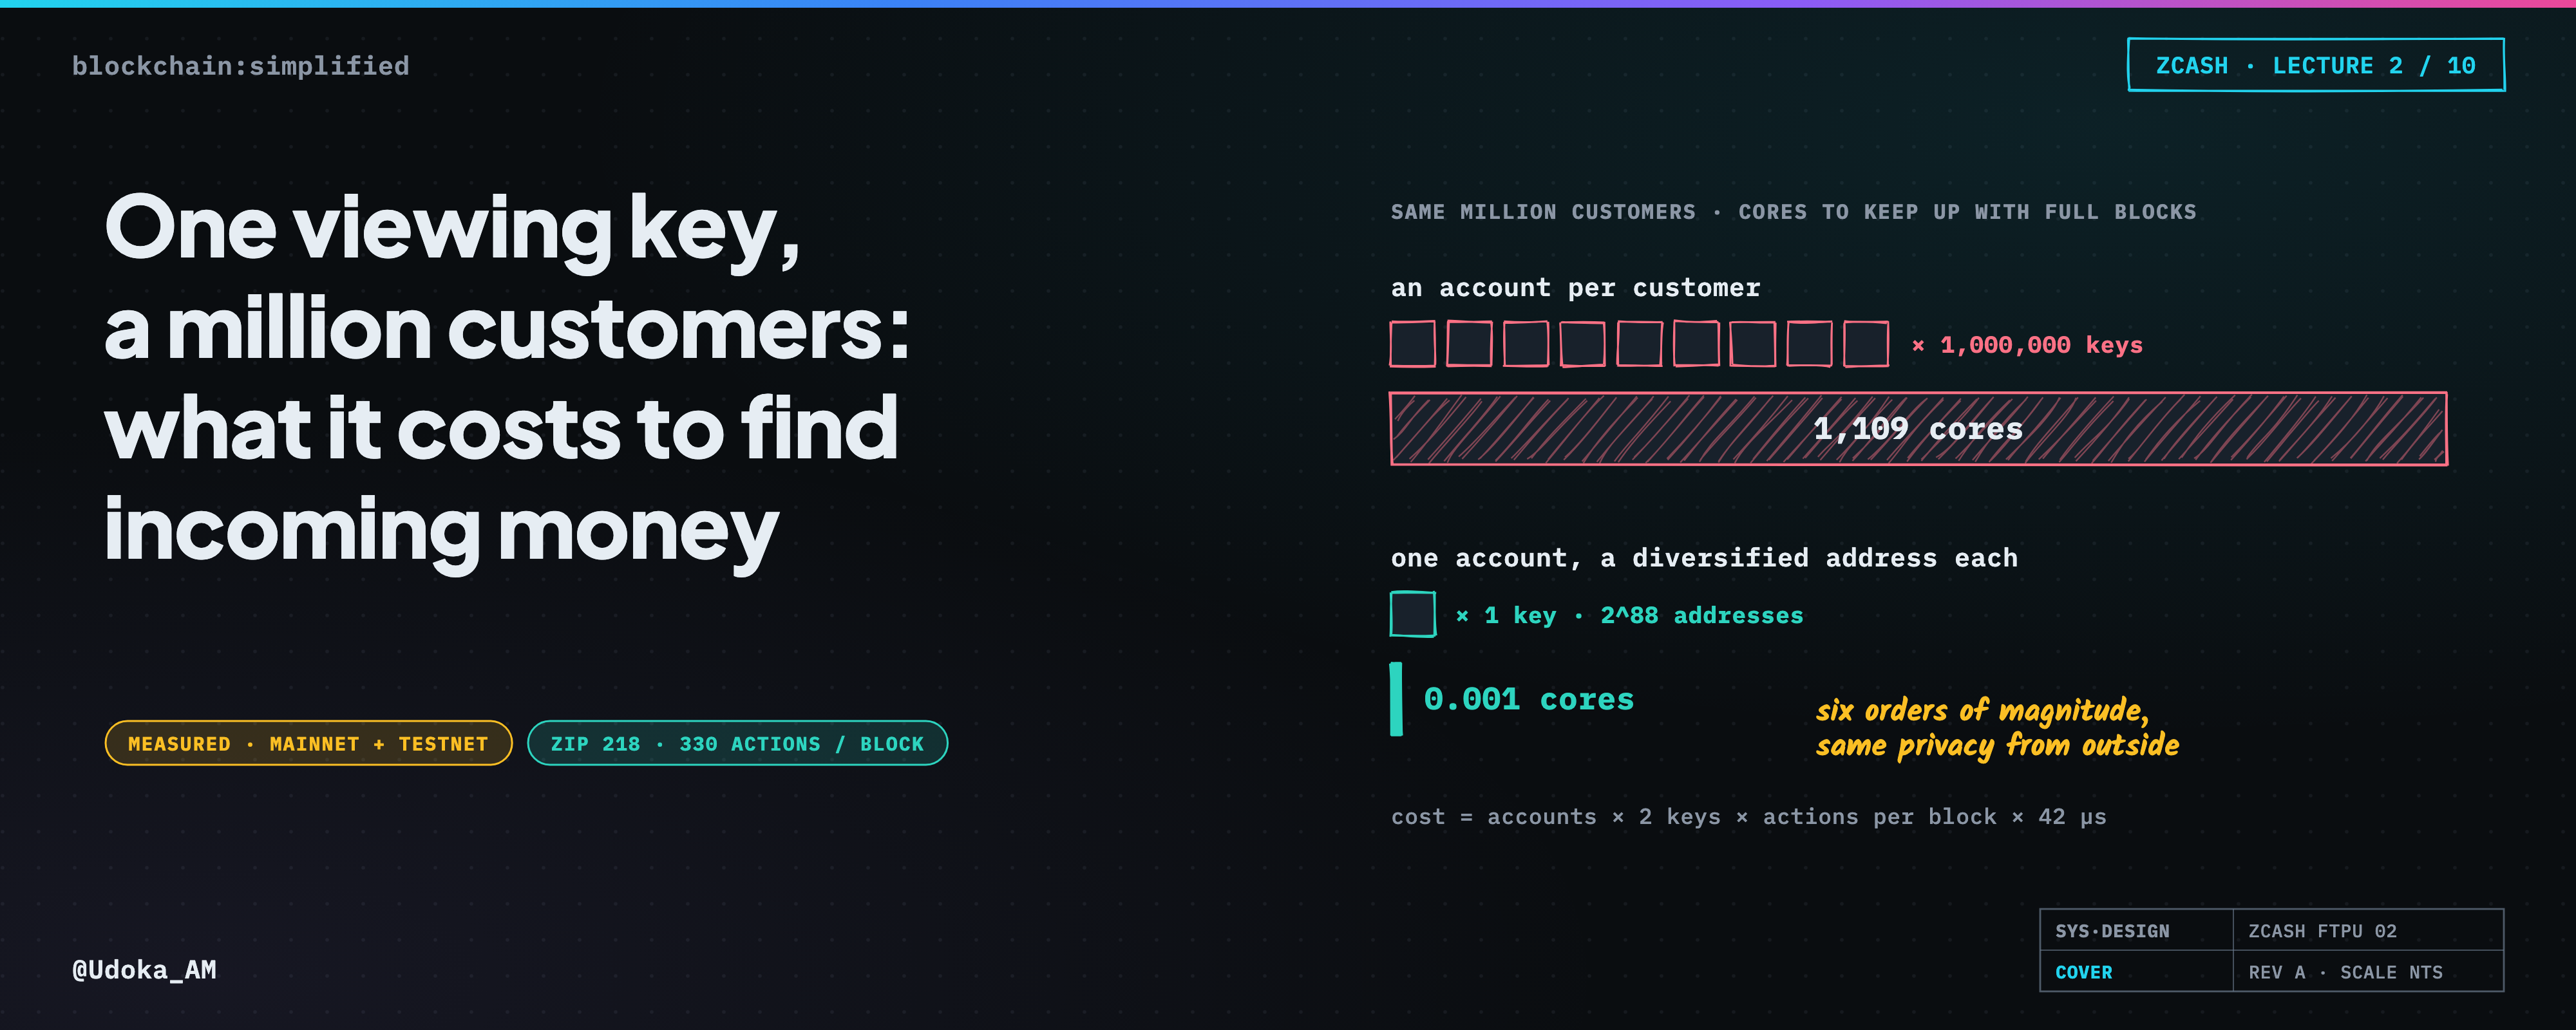 blockchain:simplified
ZCASH · LECTURE 2 / 10
One viewing key,
a million customers:
what it costs to find
incoming money
MEASURED · MAINNET + TESTNET
ZIP 218 · 330 ACTIONS / BLOCK
SAME MILLION CUSTOMERS · CORES TO KEEP UP WITH FULL BLOCKS
an account per customer
× 1,000,000 keys
1,109 cores
one account, a diversified address each
× 1 key · 2^88 addresses
0.001 cores
six orders of magnitude,
same privacy from outside
cost = accounts × 2 keys × actions per block × 42 µs
@Udoka_AM
SYS·DESIGN
ZCASH FTPU 02
COVER
REV A · SCALE NTS